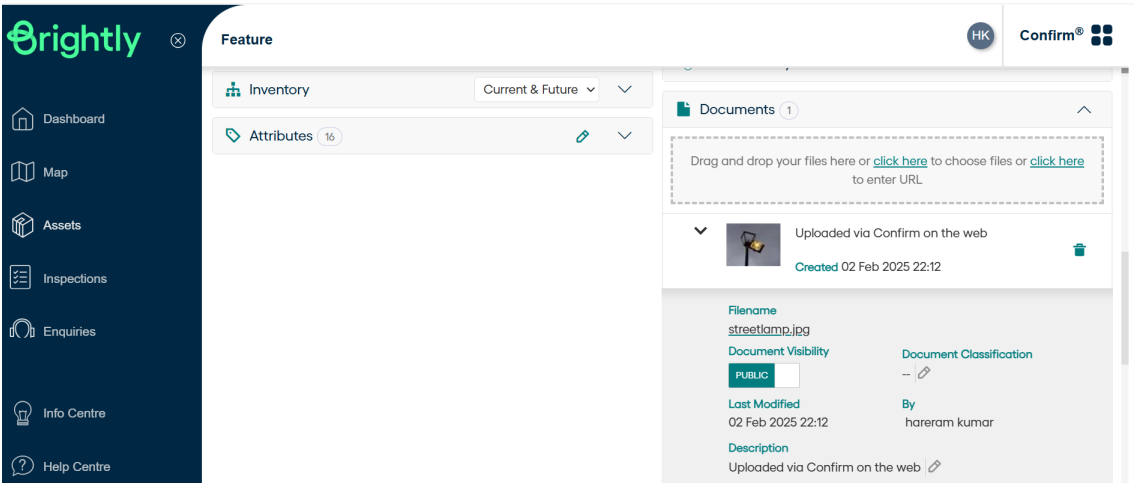 Brightly
Feature
HK
Confirm®
Dashboard
Map
Assets
Inspections
Enquiries
Info Centre
Help Centre
Inventory
Current & Future
Attributes 16
Documents 1
Drag and drop your files here or click here to choose files or click here
to enter URL
Uploaded via Confirm on the web
Created 02 Feb 2025 22:12
Filename
streetlamp.jpg
Document Visibility
PUBLIC
Document Classification
--
Last Modified
02 Feb 2025 22:12
By
hareram kumar
Description
Uploaded via Confirm on the web